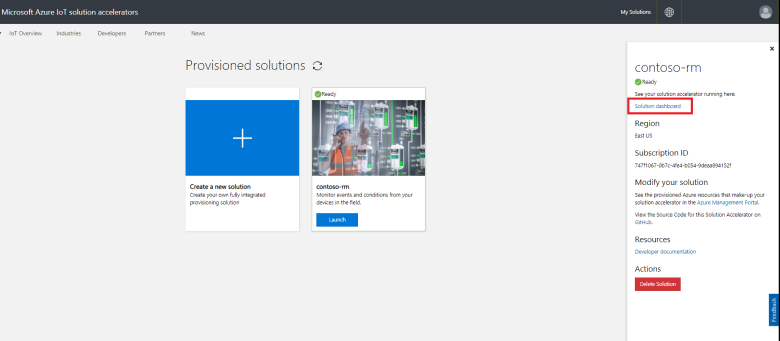 Microsoft Azure IoT solution accelerators
My Solutions
IoT Overview
Industries
Developers
Partners
News
Provisioned solutions
Create a new solution
Create your own fully integrated
provisioning solution
Ready
contoso-rm
Monitor events and conditions from your
devices in the field.
Launch
contoso-rm
Ready
See your solution accelerator running here:
Solution dashboard
Region
East US
Subscription ID
747f1067-0b7c-4fe4-b054-9deaa894152f
Modify your solution
See the provisioned Azure resources that make-up your
solution accelerator in the Azure Management Portal.
View the Source Code for this Solution Accelerator on
GitHub.
Resources
Developer documentation
Actions
Delete Solution
Feedback